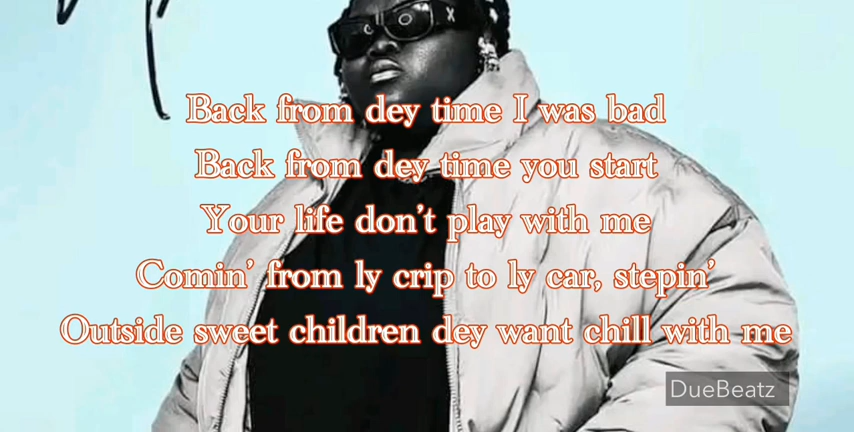 Back from dey time I was bad
Back from dey time you start
Your life don't play with me
Comin' from ly crip to ly car, stepin'
Outside sweet children dey want chill with me
DueBeatz